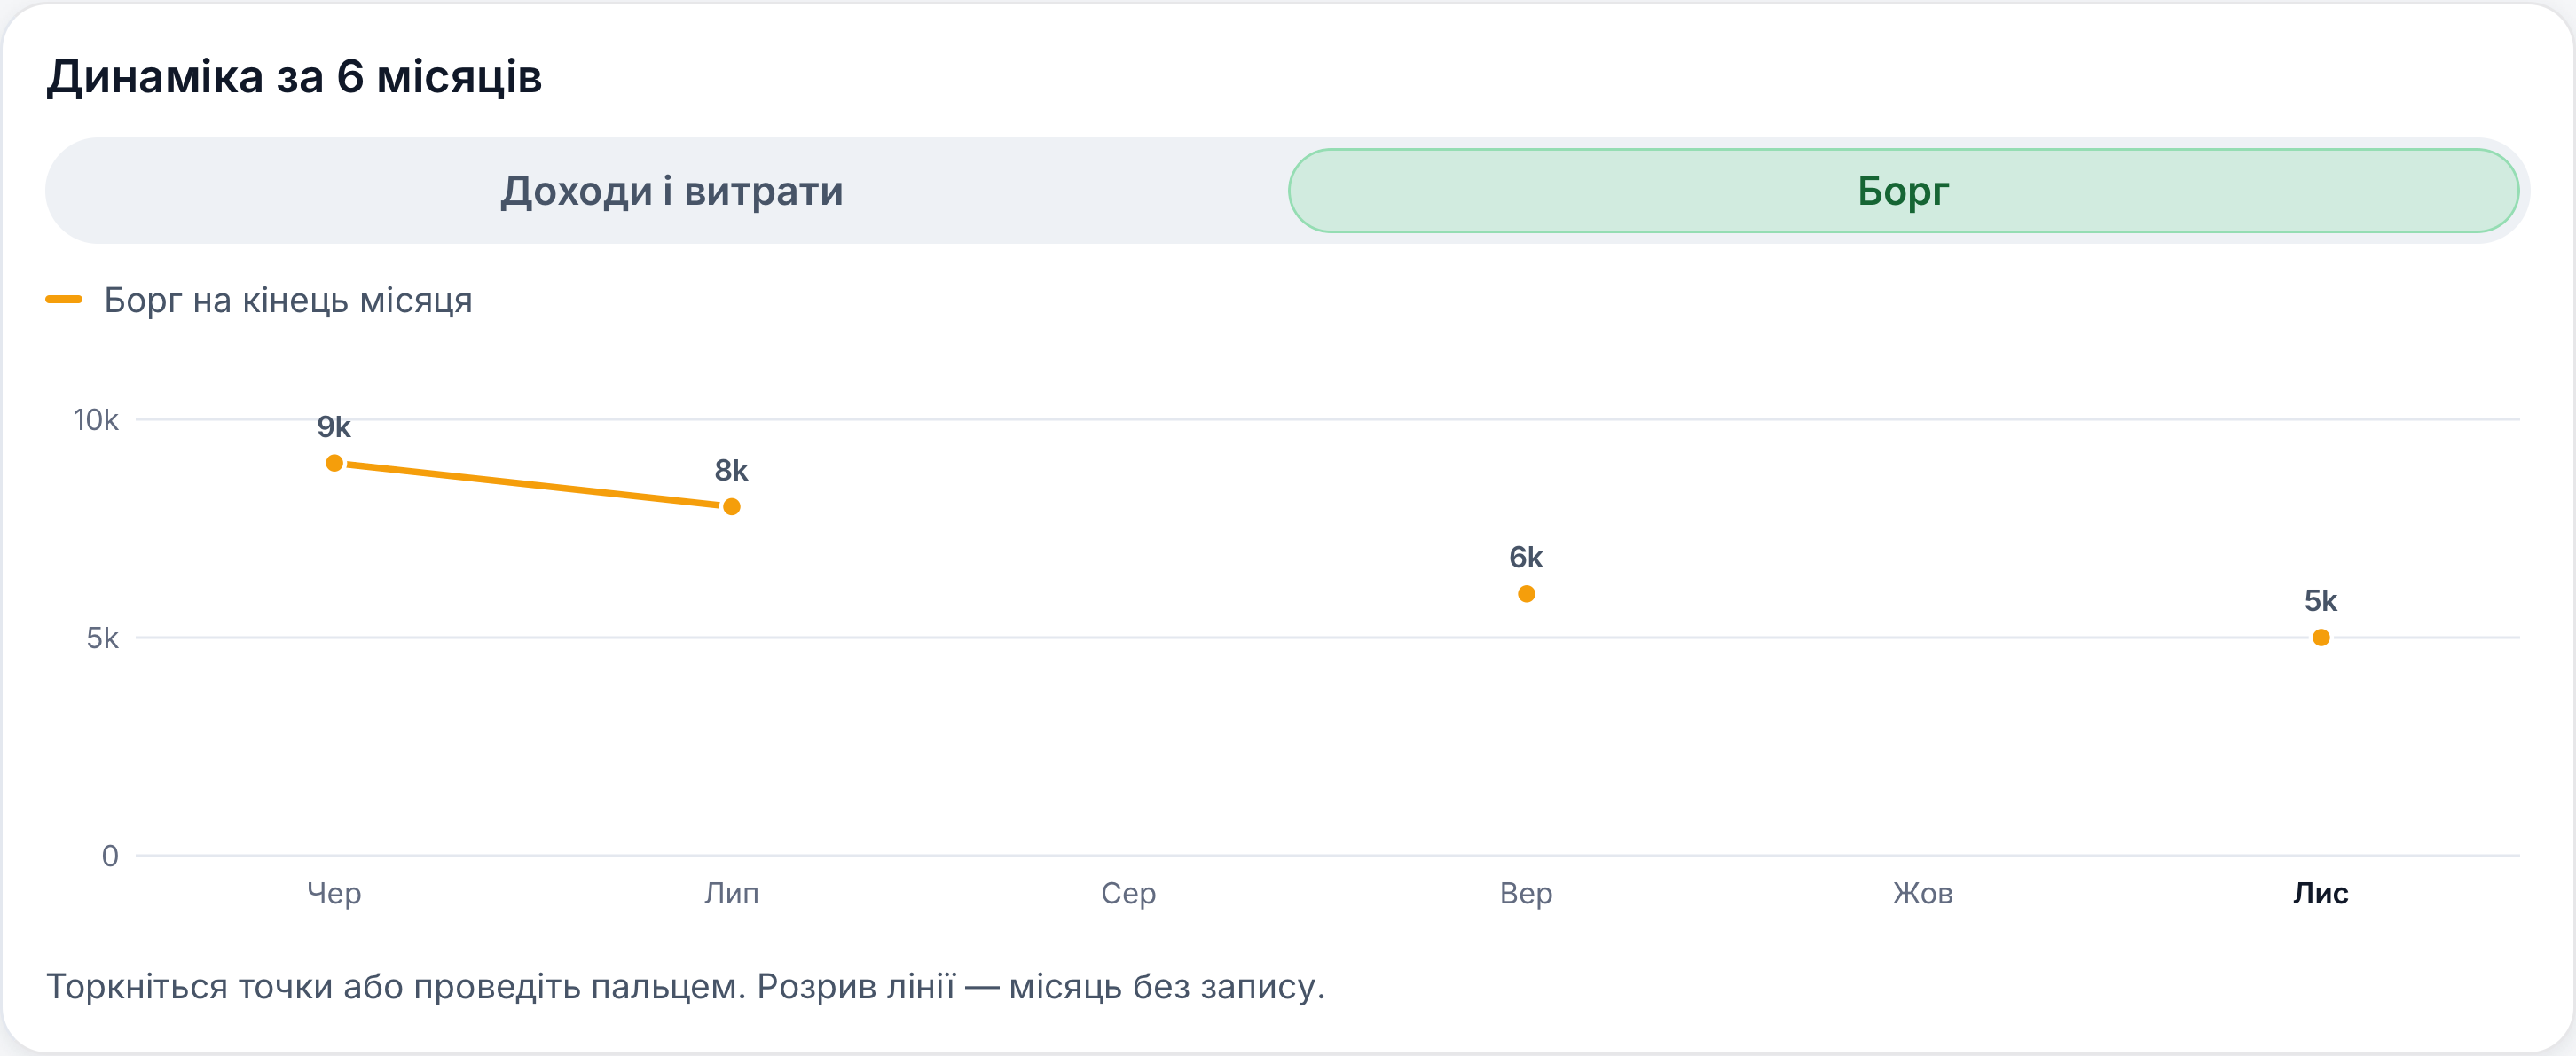 Динаміка за 6 місяців
Доходи і витрати
Борг
Борг на кінець місяця
10k
9k
8k
6k
5k
5k
0
Чер
Лип
Сер
Вер
Жов
Лис
Торкніться точки або проведіть пальцем. Розрив лінії — місяць без запису.